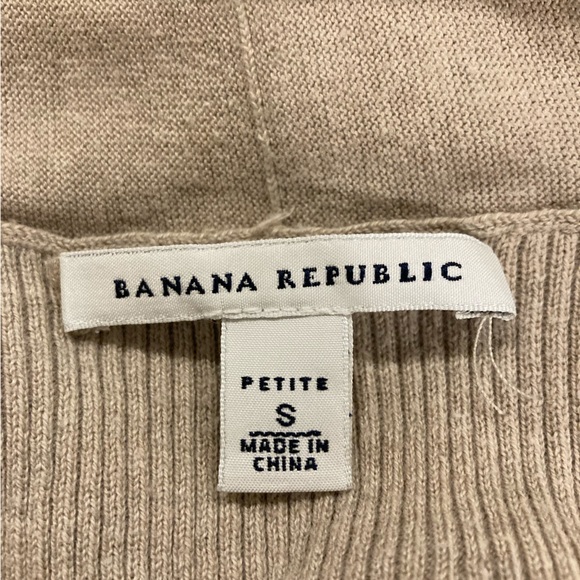 BANANA REPUBLIC
PETITE
S
MADE IN
CHINA